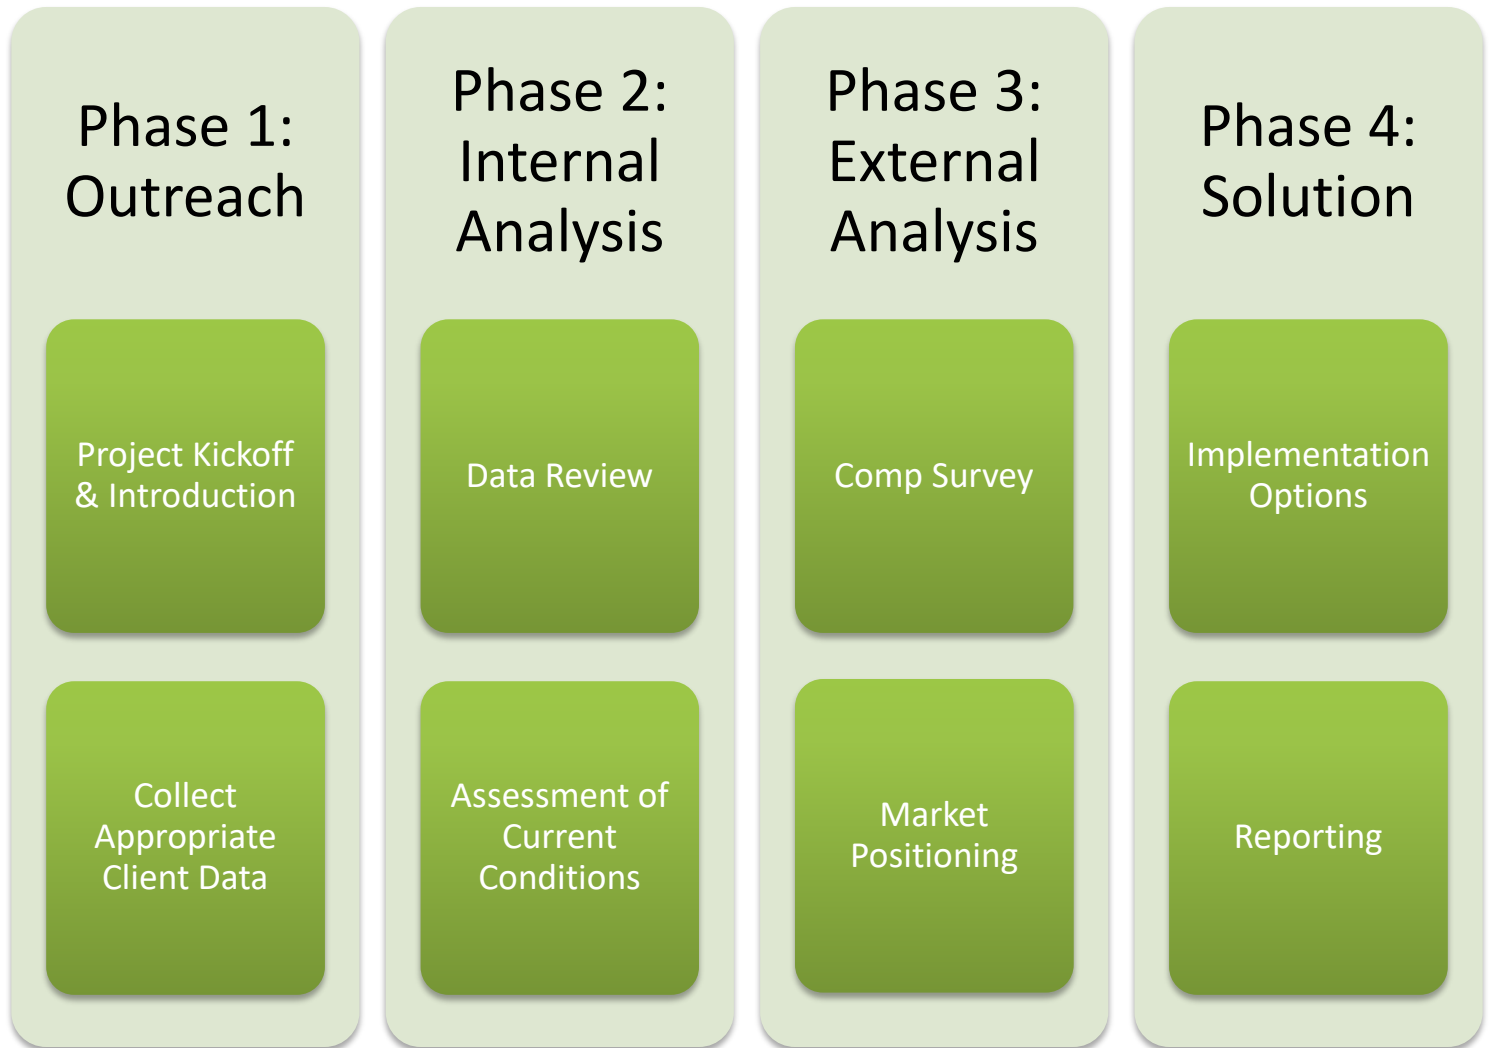 Phase 1:
Outreach
Project Kickoff
& Introduction
Collect
Appropriate
Client Data
Phase 2:
Internal
Analysis
Data Review
Assessment of
Current
Conditions
Phase 3:
External
Analysis
Comp Survey
Market
Positioning
Phase 4:
Solution
Implementation
Options
Reporting